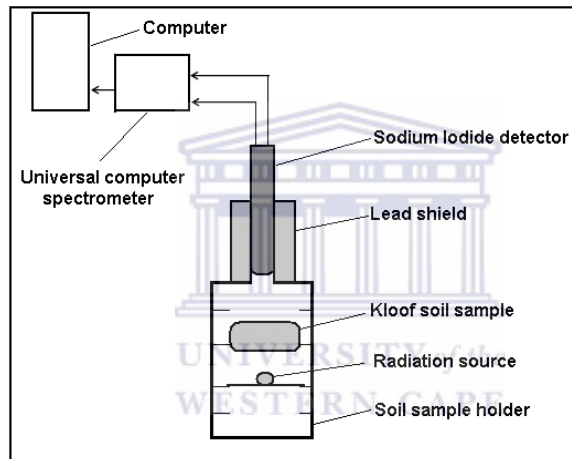 Computer
Sodium Iodide detector
Universal computer
spectrometer
Lead shield
Kloof soil sample
UNIVERSITY of the
Radiation source
WESTERN CAPE
Soil sample holder